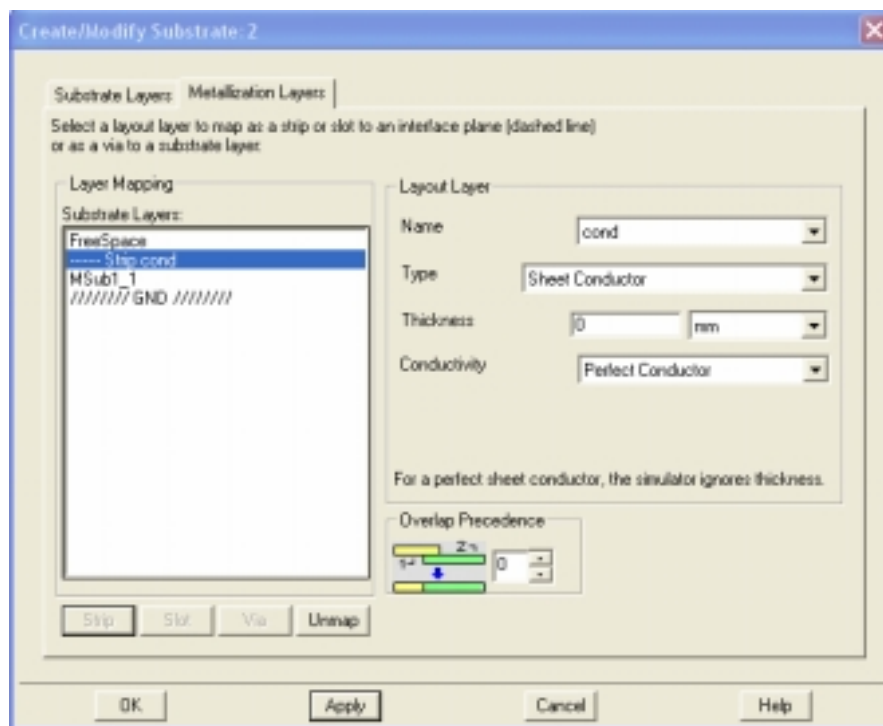 Create/Modify Substrate: 2
Substrate Layers
Metallization Layers
Select a layout layer to map as a strip or slot to an interface plane (dashed line)
or as a via to a substrate layer.
Layer Mapping
Substrate Layers:
FreeSpace
------ Strip cond
MSub1_1
//////// GND ////////
Strip
Slot
Via
Unmap
Layout Layer
Name
cond
Type
Sheet Conductor
Thickness
0
mm
Conductivity
Perfect Conductor
For a perfect sheet conductor, the simulator ignores thickness.
Overlap Precedence
2
1
0
OK
Apply
Cancel
Help